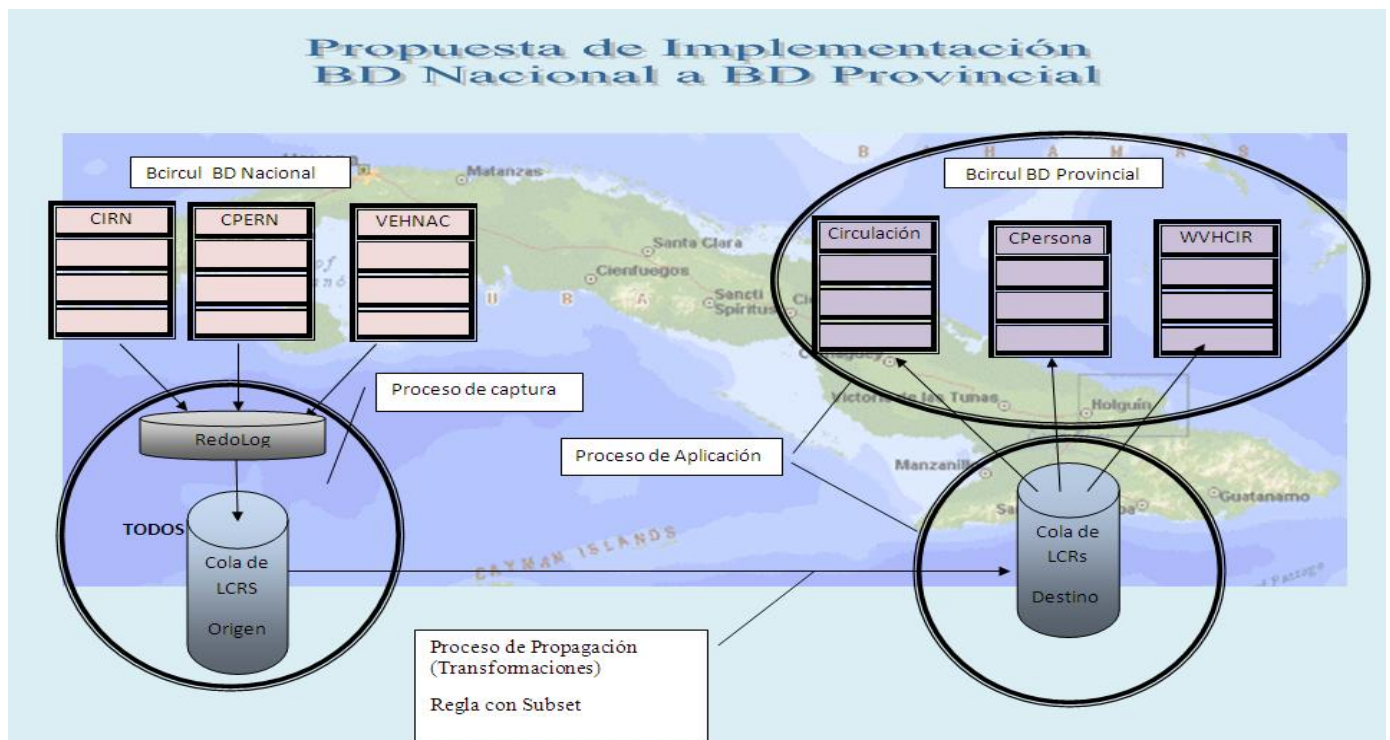 Propuesta de Implementación
BD Nacional a BD Provincial
Bcircul BD Nacional
Bcircul BD Provincial
CIRN
CPERN
VEHNAC
Circulación
CPersona
WVHCIR
Matanzas
Santa Clara
Cienfuegos
Sancti
Spíritus
U B A
B A H A M A S
Victoria de las Tunas
Holguín
Manzanillo
Guatanamo
CAYMAN ISLANDS
Proceso de captura
RedoLog
Proceso de Aplicación
TODOS
Cola de
LCRS
Origen
Cola de
LCRs
Destino
Proceso de Propagación
(Transformaciones)
Regla con Subset